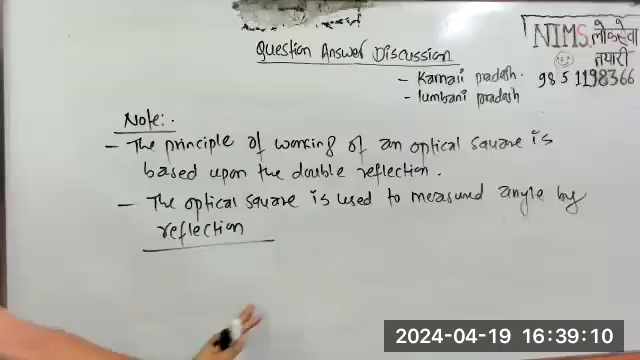 Question Answer Discussion
NIMS लोकसेवा
तयारी
9851198366
- Karnali pradesh.
- lumbani pradesh
Note:-
- The principle of working of an optical square is
based upon the double reflection.
- The optical square is used to measured angle by
reflection
2024-04-19 16:39:10